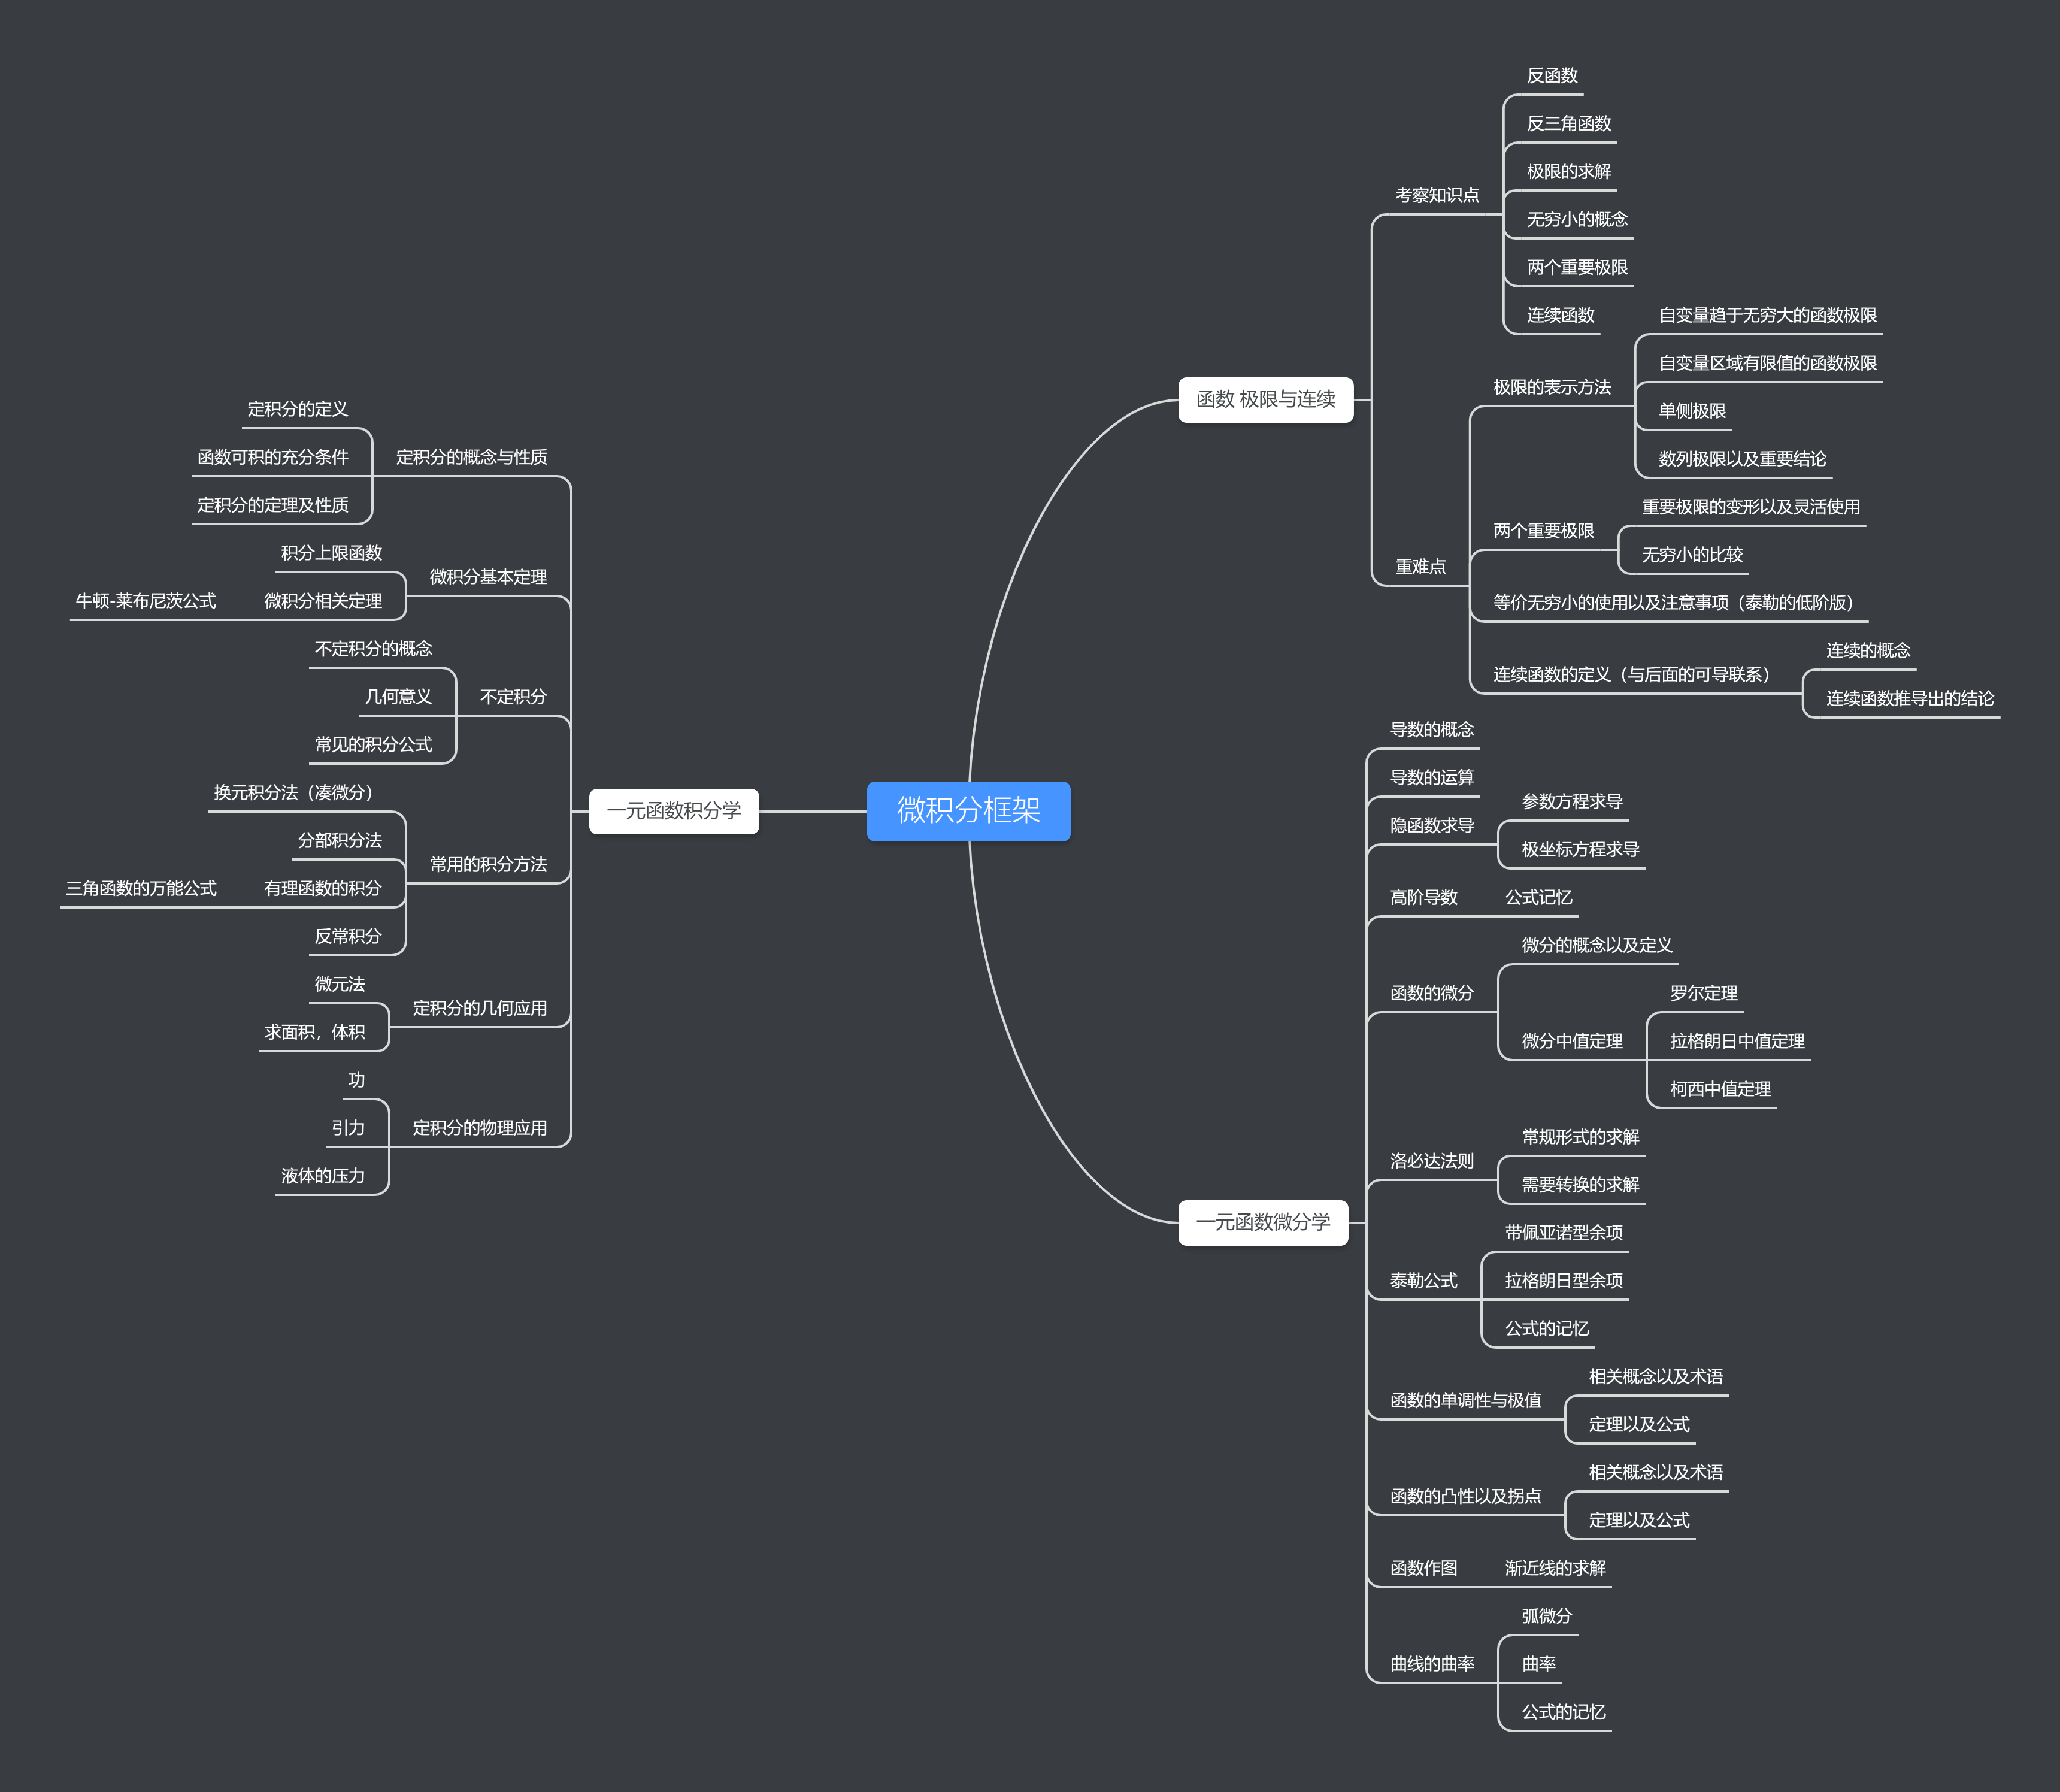 微积分框架
函数 极限与连续
考察知识点
反函数
反三角函数
极限的求解
无穷小的概念
两个重要极限
连续函数
重难点
极限的表示方法
自变量趋于无穷大的函数极限
自变量区域有限值的函数极限
单侧极限
数列极限以及重要结论
两个重要极限
重要极限的变形以及灵活使用
无穷小的比较
等价无穷小的使用以及注意事项（泰勒的低阶版）
连续函数的定义（与后面的可导联系）
连续的概念
连续函数推导出的结论
一元函数微分学
导数的概念
导数的运算
隐函数求导
参数方程求导
极坐标方程求导
高阶导数
公式记忆
函数的微分
微分的概念以及定义
微分中值定理
罗尔定理
拉格朗日中值定理
柯西中值定理
洛必达法则
常规形式的求解
需要转换的求解
泰勒公式
带佩亚诺型余项
拉格朗日型余项
公式的记忆
函数的单调性与极值
相关概念以及术语
定理以及公式
函数的凸性以及拐点
相关概念以及术语
定理以及公式
函数作图
渐近线的求解
曲线的曲率
弧微分
曲率
公式的记忆
一元函数积分学
定积分的概念与性质
定积分的定义
函数可积的充分条件
定积分的定理及性质
微积分基本定理
积分上限函数
微积分相关定理
牛顿-莱布尼茨公式
不定积分
不定积分的概念
几何意义
常见的积分公式
常用的积分方法
换元积分法（凑微分）
分部积分法
有理函数的积分
三角函数的万能公式
反常积分
定积分的几何应用
微元法
求面积，体积
定积分的物理应用
功
引力
液体的压力